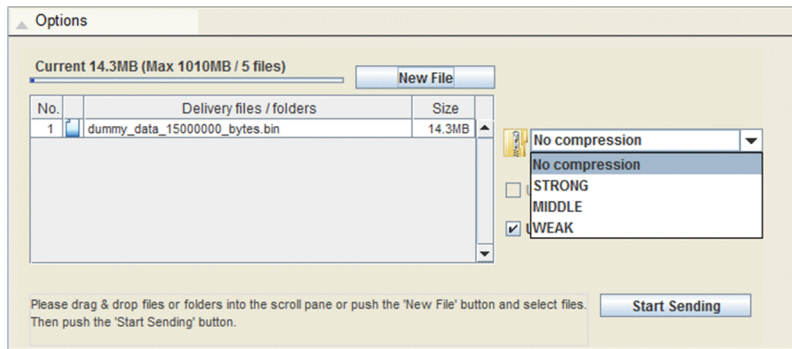 Options
Current 14.3MB (Max 1010MB / 5 files)
New File
No. Delivery files / folders Size
1 dummy_data_15000000_bytes.bin 14.3MB
No compression
No compression
STRONG
MIDDLE
WEAK
Please drag & drop files or folders into the scroll pane or push the 'New File' button and select files.
Then push the 'Start Sending' button.
Start Sending